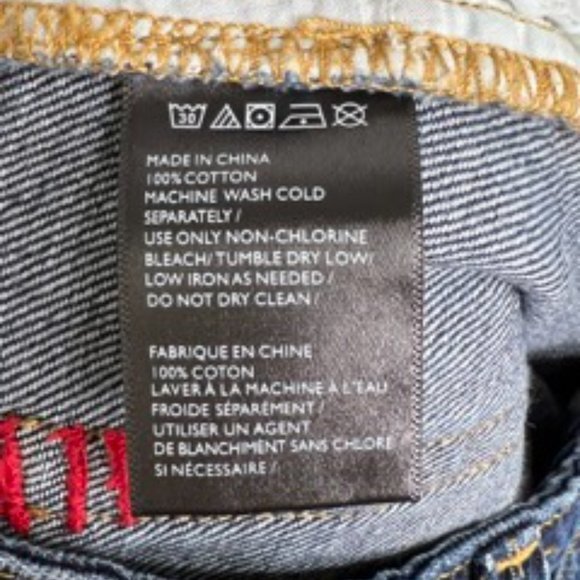 30
MADE IN CHINA
100% COTTON
MACHINE WASH COLD
SEPARATELY /
USE ONLY NON-CHLORINE
BLEACH/ TUMBLE DRY LOW/
LOW IRON AS NEEDED /
DO NOT DRY CLEAN /
FABRIQUE EN CHINE
100% COTON
LAVER À LA MACHINE À L'EAU
FROIDE SÉPARÉMENT /
UTILISER UN AGENT
DE BLANCHIMENT SANS CHLORE
SI NÉCESSAIRE /